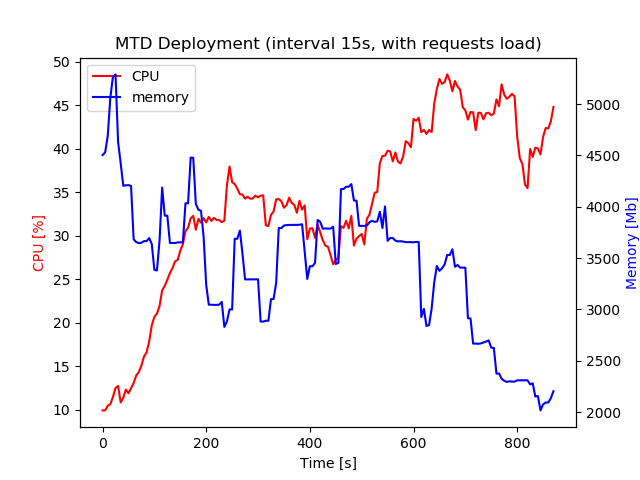 MTD Deployment (interval 15s, with requests load)
CPU
memory
CPU [%]
50
45
40
35
30
25
20
15
10
Memory [Mb]
5000
4500
4000
3500
3000
2500
2000
0 200 400 600 800
Time [s]